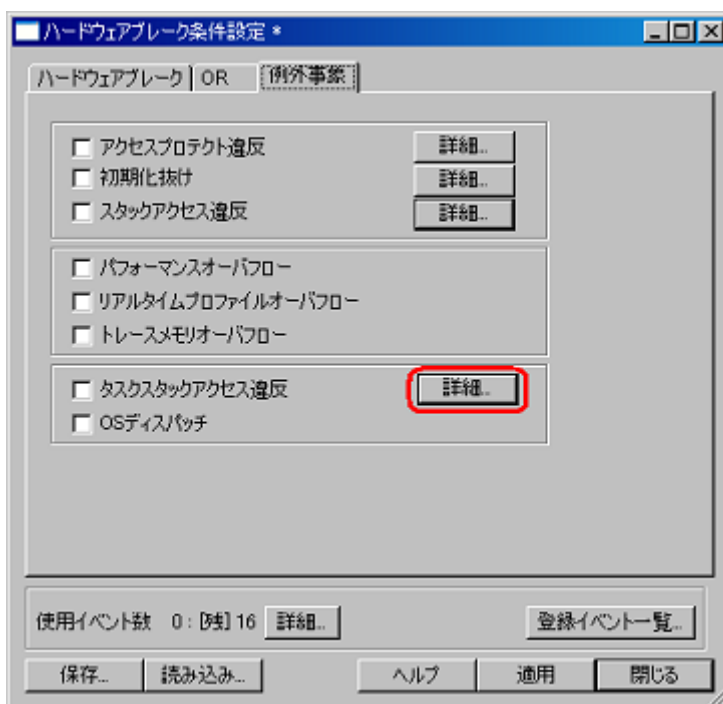 ハードウェアブレーク条件設定 *
ハードウェアブレーク OR 例外事象
アクセスプロテクト違反 詳細...
初期化抜け 詳細...
スタックアクセス違反 詳細...
パフォーマンスオーバフロー
リアルタイムプロファイルオーバフロー
トレースメモリオーバフロー
タスクスタックアクセス違反 詳細...
OSディスパッチ
使用イベント数 0 : [残] 16 詳細... 登録イベント一覧...
保存... 読み込み... ヘルプ 適用 閉じる